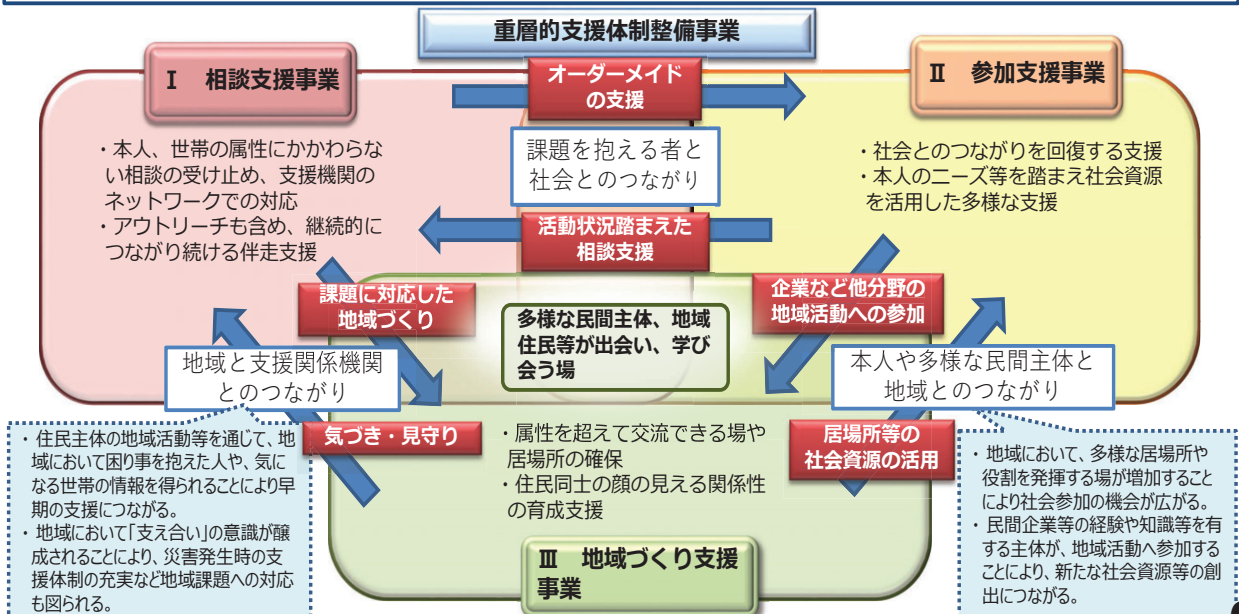 重層的支援体制整備事業
Ⅰ 相談支援事業
オーダーメイド
の支援
Ⅱ 参加支援事業
・本人、世帯の属性にかかわらな
い相談の受け止め、支援機関の
ネットワークでの対応
・アウトリーチも含め、継続的に
つながり続ける伴走支援
課題を抱える者と
社会とのつながり
・社会とのつながりを回復する支援
・本人のニーズ等を踏まえ社会資源
を活用した多様な支援
活動状況踏まえた
相談支援
課題に対応した
地域づくり
多様な民間主体、地域
住民等が出会い、学び
会う場
企業など他分野の
地域活動への参加
地域と支援関係機関
とのつながり
本人や多様な民間主体と
地域とのつながり
気づき・見守り
・属性を超えて交流できる場や
居場所の確保
・住民同士の顔の見える関係性
の育成支援
居場所等の
社会資源の活用
・住民主体の地域活動等を通じて、地
域において困り事を抱えた人や、気に
なる世帯の情報を得られることにより早
期の支援につながる。
・地域において「支え合い」の意識が醸
成されることにより、災害発生時の支
援体制の充実など地域課題への対応
も図られる。
・地域において、多様な居場所や
役割を発揮する場が増加すること
により社会参加の機会が広がる。
・民間企業等の経験や知識等を有
する主体が、地域活動へ参加する
ことにより、新たな社会資源等の創
出につながる。
Ⅲ 地域づくり支援
事業